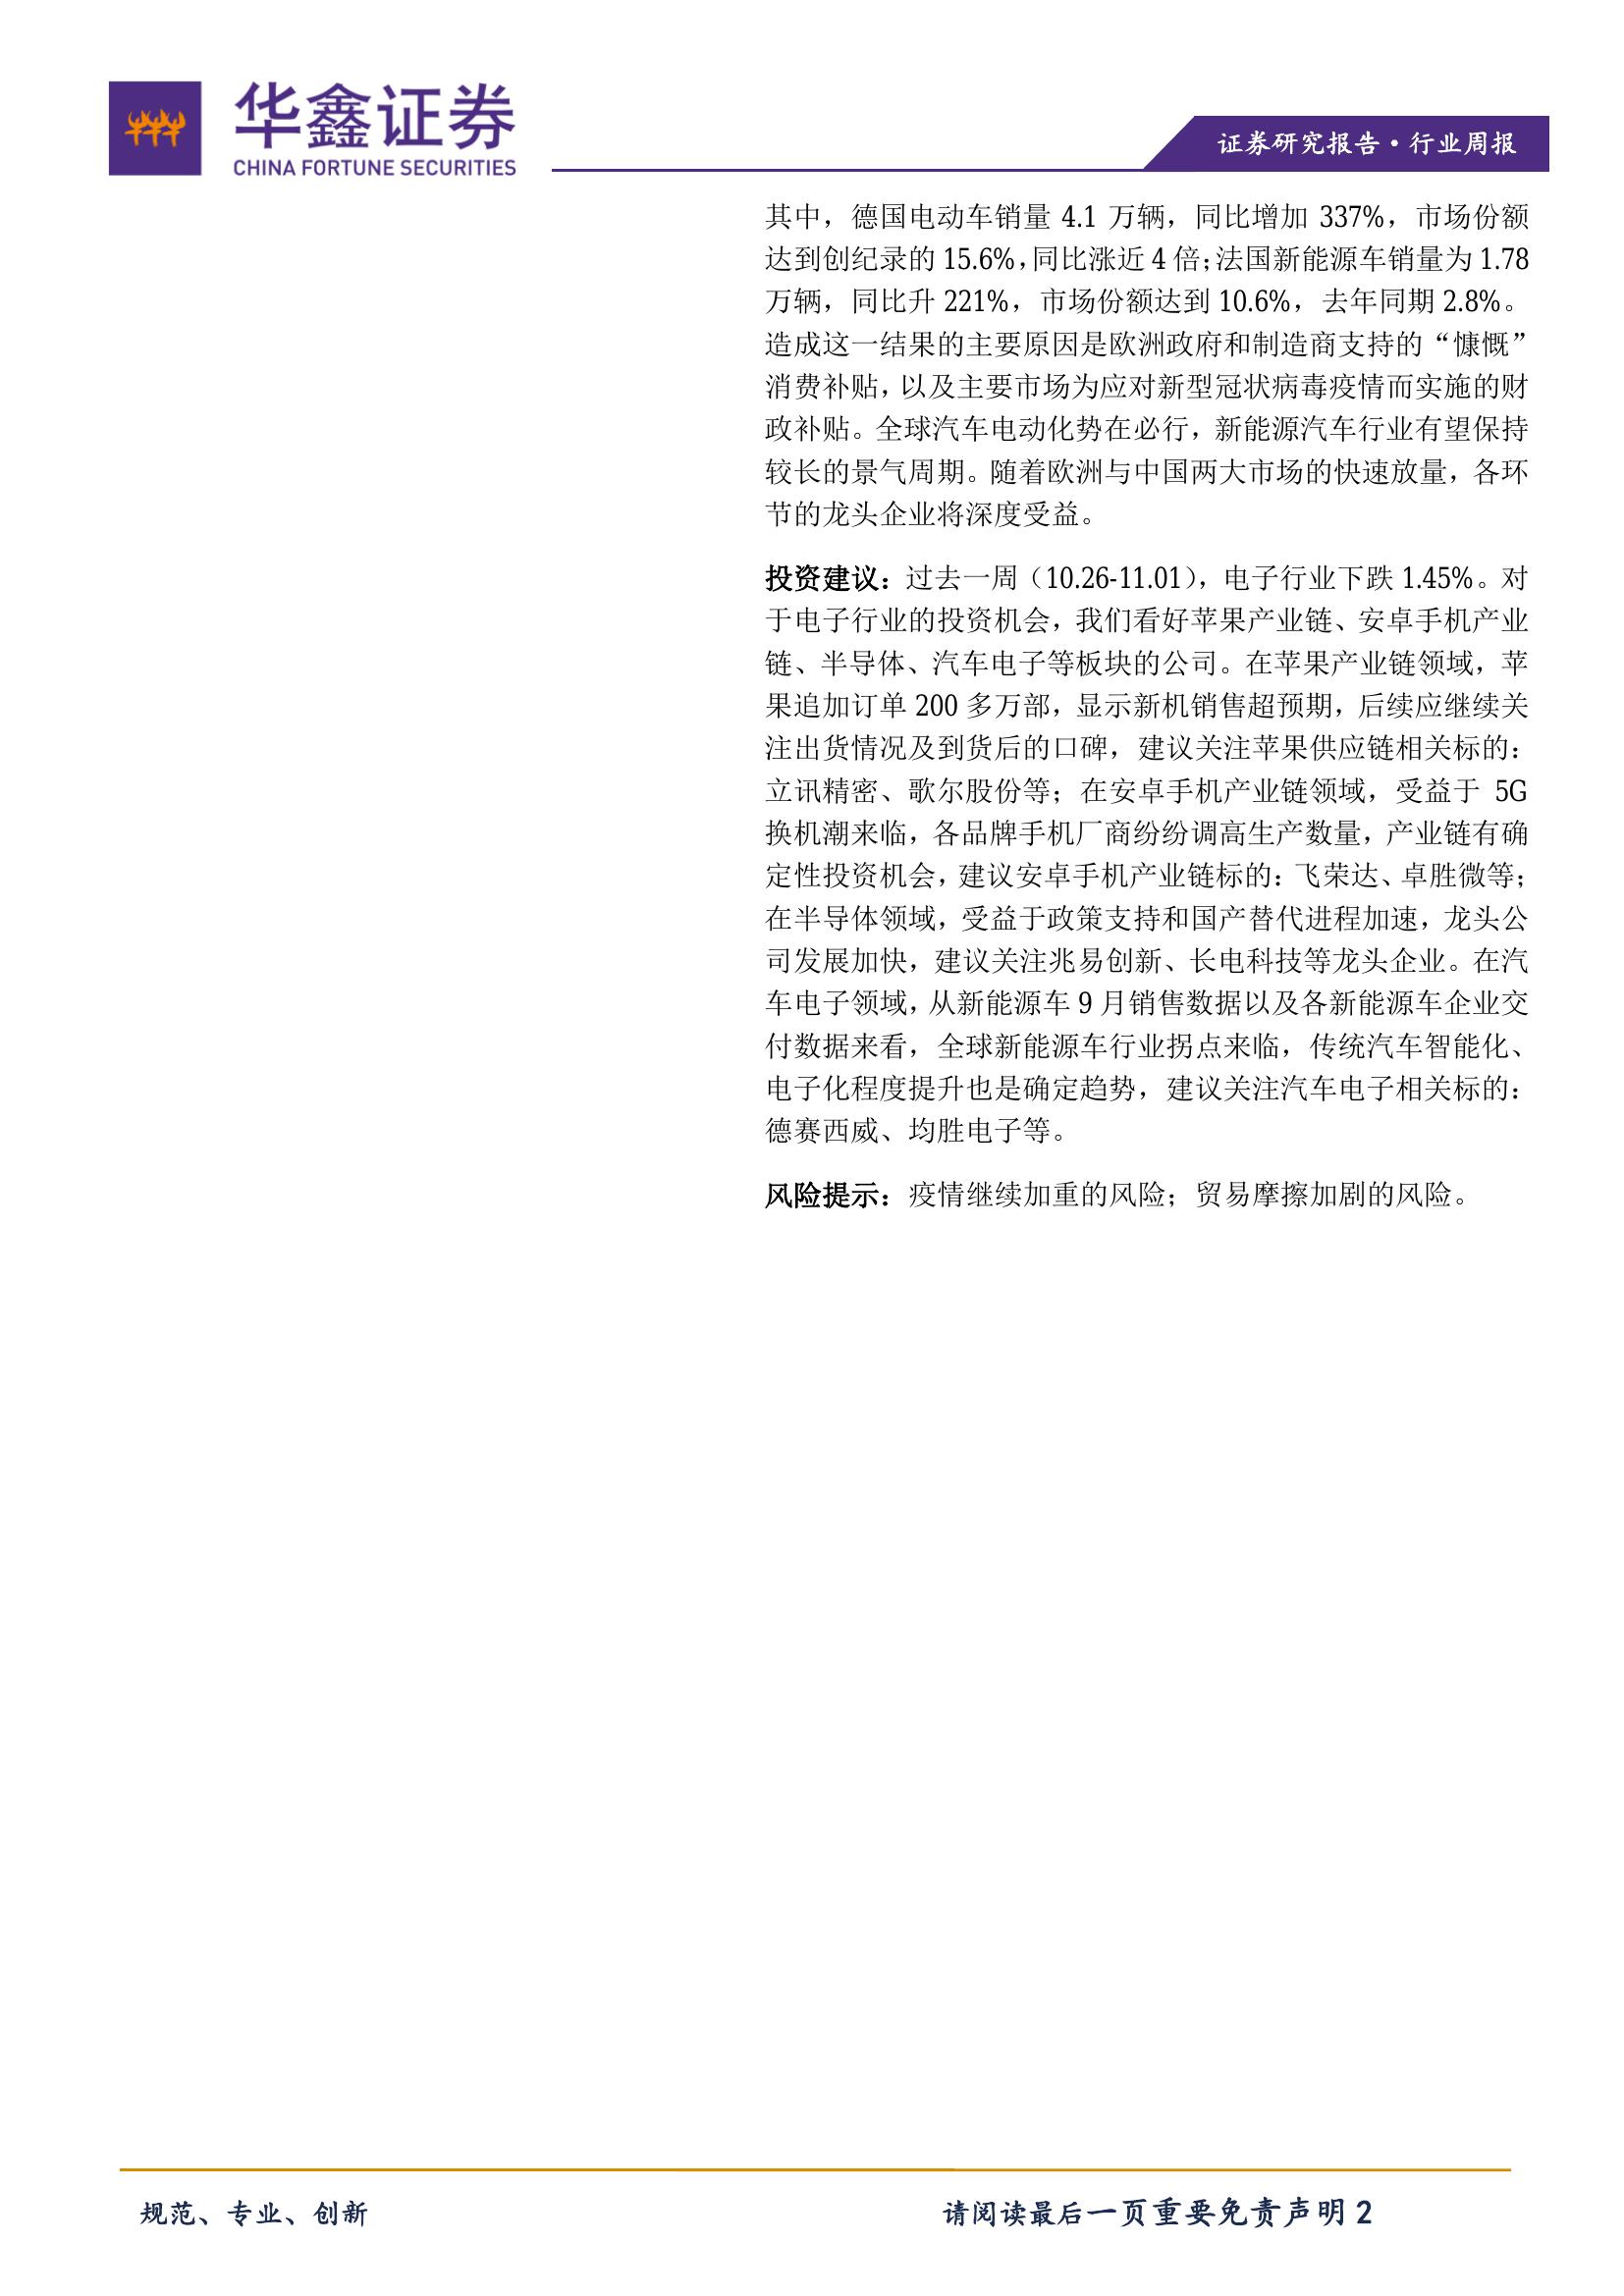 华鑫证券
CHINA FORTUNE SECURITIES
证券研究报告·行业周报
其中，德国电动车销量 4.1 万辆，同比增加 337%，市场份额
达到创纪录的 15.6%，同比涨近 4 倍；法国新能源车销量为 1.78
万辆，同比升 221%，市场份额达到 10.6%，去年同期 2.8%。
造成这一结果的主要原因是欧洲政府和制造商支持的“慷慨”
消费补贴，以及主要市场为应对新型冠状病毒疫情而实施的财
政补贴。全球汽车电动化势在必行，新能源汽车行业有望保持
较长的景气周期。随着欧洲与中国两大市场的快速放量，各环
节的龙头企业将深度受益。
投资建议：过去一周（10.26-11.01），电子行业下跌 1.45%。对
于电子行业的投资机会，我们看好苹果产业链、安卓手机产业
链、半导体、汽车电子等板块的公司。在苹果产业链领域，苹
果追加订单 200 多万部，显示新机销售超预期，后续应继续关
注出货情况及到货后的口碑，建议关注苹果供应链相关标的：
立讯精密、歌尔股份等；在安卓手机产业链领域，受益于 5G
换机潮来临，各品牌手机厂商纷纷调高生产数量，产业链有确
定性投资机会，建议安卓手机产业链标的：飞荣达、卓胜微等；
在半导体领域，受益于政策支持和国产替代进程加速，龙头公
司发展加快，建议关注兆易创新、长电科技等龙头企业。在汽
车电子领域，从新能源车 9 月销售数据以及各新能源车企业交
付数据来看，全球新能源车行业拐点来临，传统汽车智能化、
电子化程度提升也是确定趋势，建议关注汽车电子相关标的：
德赛西威、均胜电子等。
风险提示：疫情继续加重的风险；贸易摩擦加剧的风险。
规范、专业、创新
请阅读最后一页重要免责声明 2